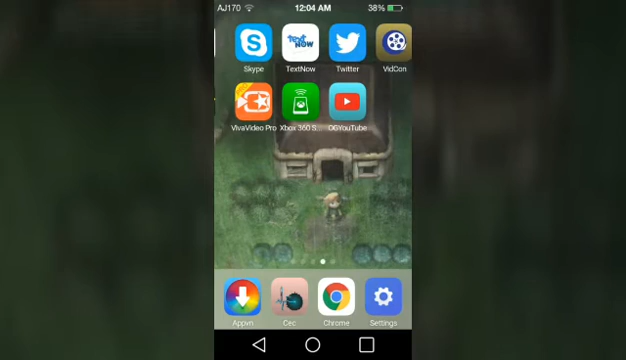 AJ170 12:04 AM 38%
Skype TextNow Twitter VidCon
VivaVideo Pro Xbox 360 S... OGYouTube
Appvn Cec Chrome Settings